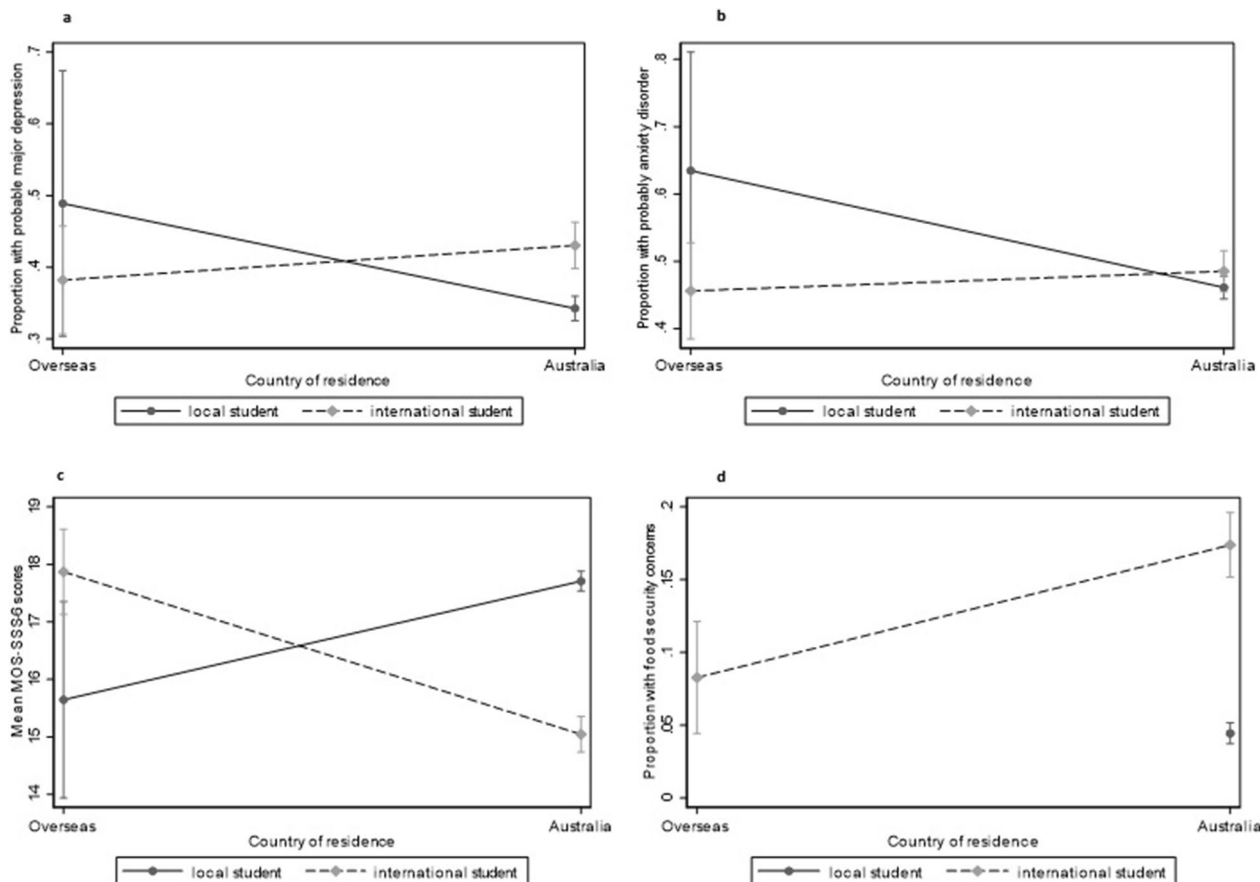 a
Proportion with probable major depression
.7
.6
.5
.4
.3
Overseas
Australia
Country of residence
local student
international student
b
Proportion with probably anxiety disorder
.8
.7
.6
.5
.4
Overseas
Australia
Country of residence
local student
international student
c
Mean MOS-SSS-6 scores
19
18
17
16
15
14
Overseas
Australia
Country of residence
local student
international student
d
Proportion with food security concerns
.2
.15
.1
.05
0
Overseas
Australia
Country of residence
local student
international student